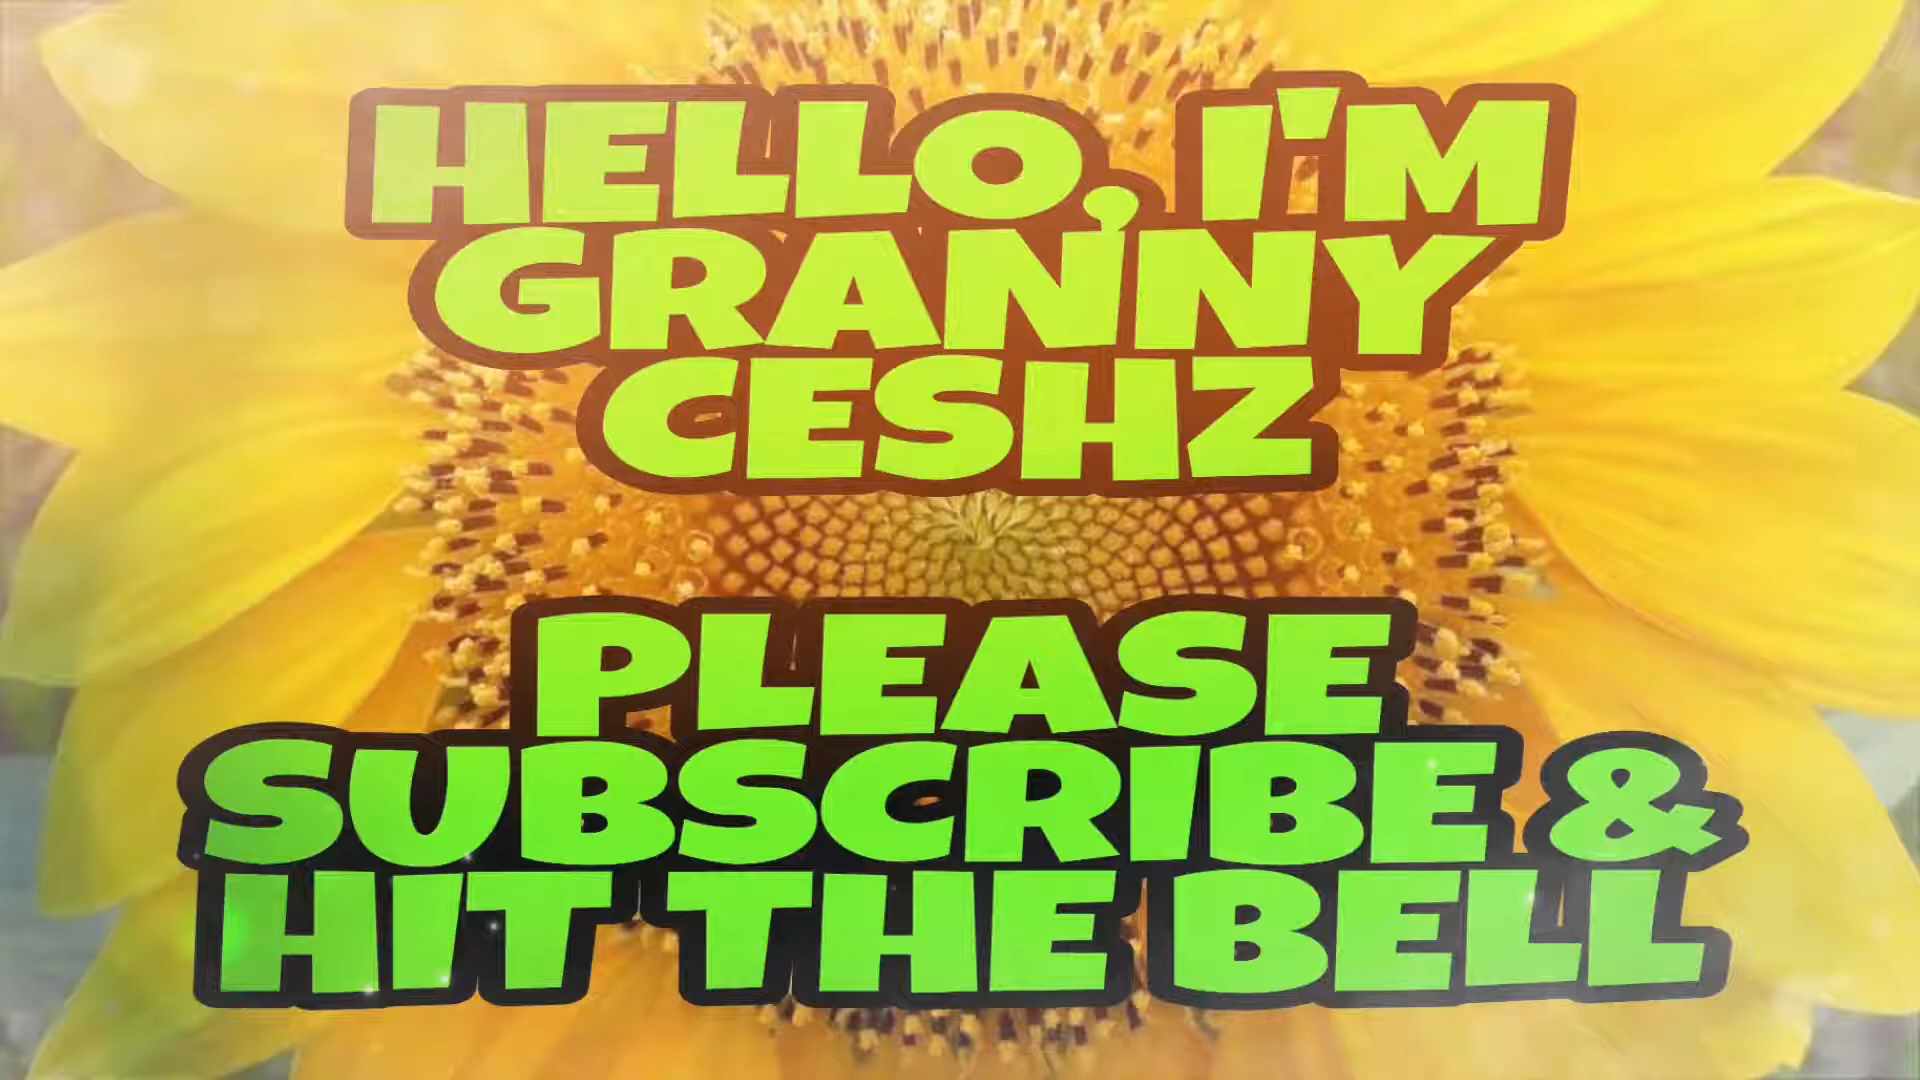 HELLO, I'M
GRANNY
CESHZ
PLEASE
SUBSCRIBE &
HIT THE BELL